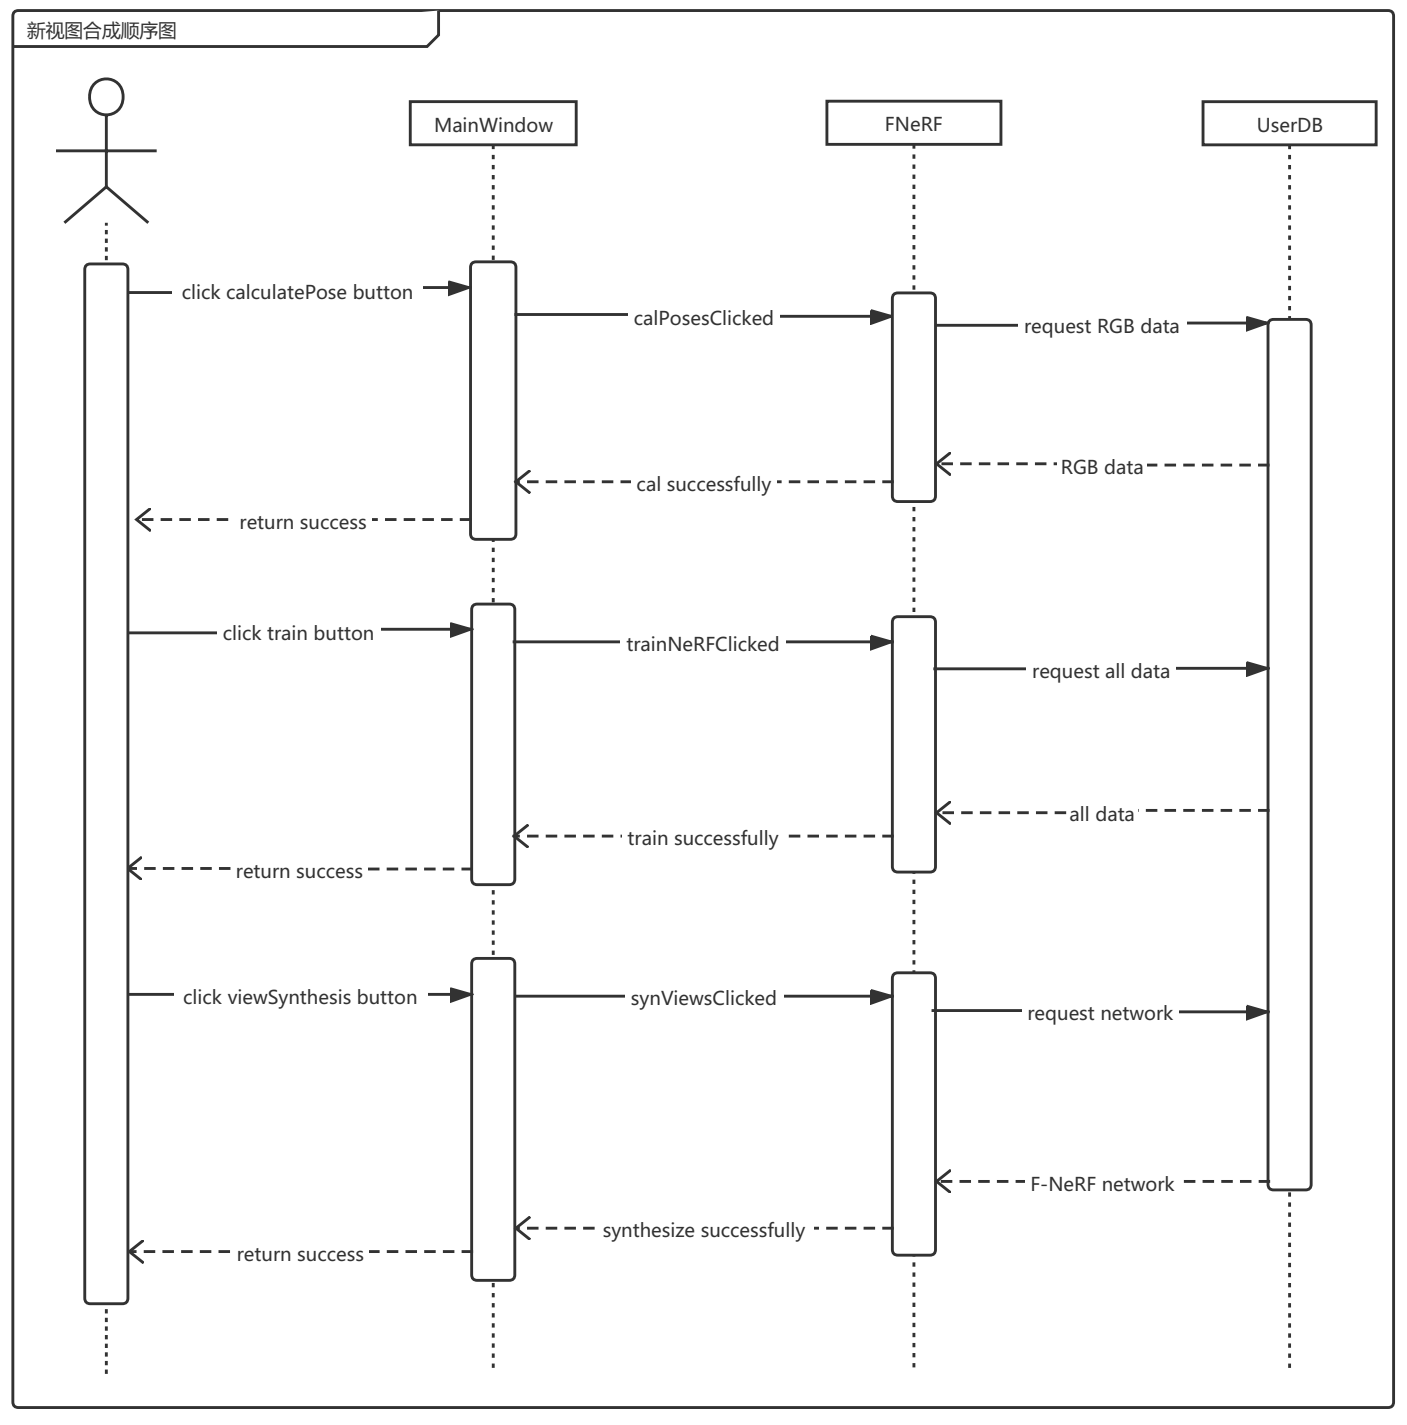 新视图合成顺序图
MainWindow
FNeRF
UserDB
click calculatePose button
calPosesClicked
request RGB data
RGB data
cal successfully
return success
click train button
trainNeRFClicked
request all data
all data
train successfully
return success
click viewSynthesis button
synViewsClicked
request network
F-NeRF network
synthesize successfully
return success